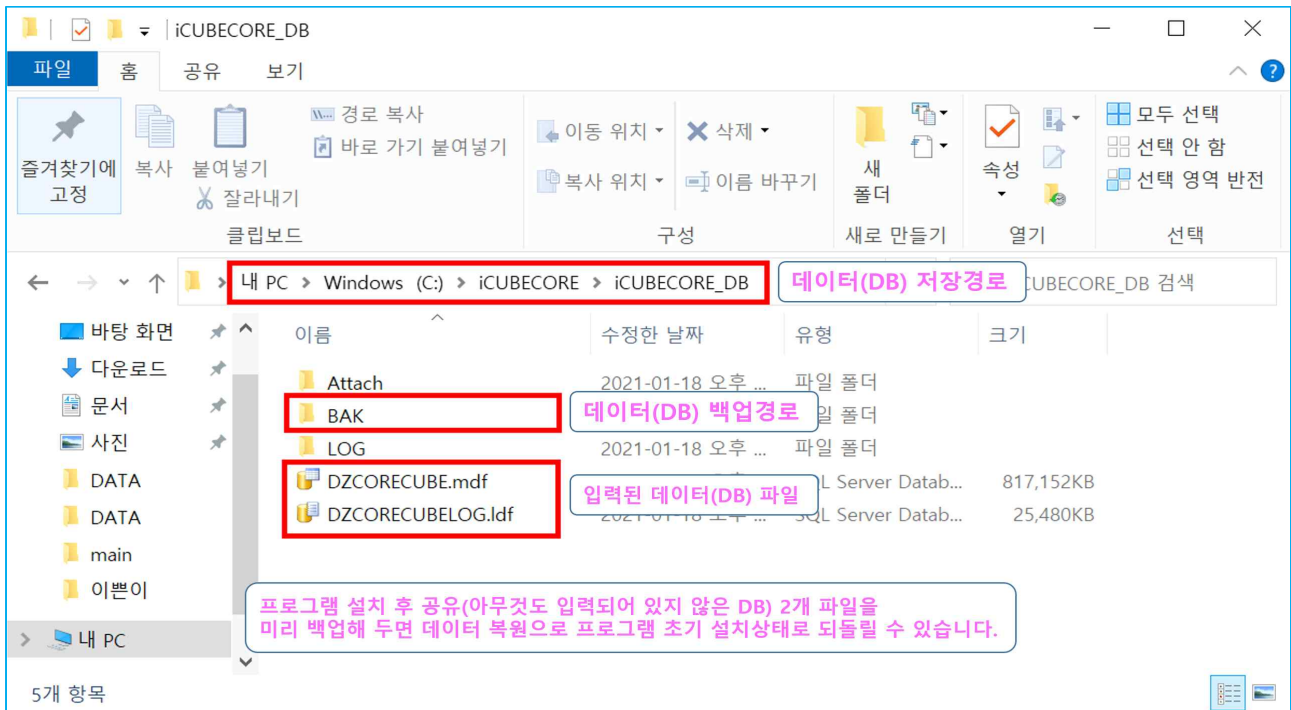 iCUBECORE_DB
파일 홈 공유 보기
경로 복사
바로 가기 붙여넣기
즐겨찾기에 고정
복사
붙여넣기
잘라내기
이동 위치
복사 위치
삭제
이름 바꾸기
새 폴더
속성
모두 선택
선택 안 함
선택 영역 반전
클립보드 구성 새로 만들기 열기 선택
내 PC > Windows (C:) > iCUBECORE > iCUBECORE_DB
데이터(DB) 저장경로
검색
바탕 화면
다운로드
문서
사진
DATA
DATA
main
이쁜이
내 PC
이름 수정한 날짜 유형 크기
Attach 2021-01-18 오후 ... 파일 폴더
BAK 데이터(DB) 백업경로 폴더
LOG 2021-01-18 오후 ... 파일 폴더
DZCORECUBE.mdf Server Datab... 817,152KB
입력된 데이터(DB) 파일
DZCORECUBELOG.ldf 2021-01-18 오후 ... SQL Server Datab... 25,480KB
프로그램 설치 후 공유(아무것도 입력되어 있지 않은 DB) 2개 파일을
미리 백업해 두면 데이터 복원으로 프로그램 초기 설치상태로 되돌릴 수 있습니다.
5개 항목